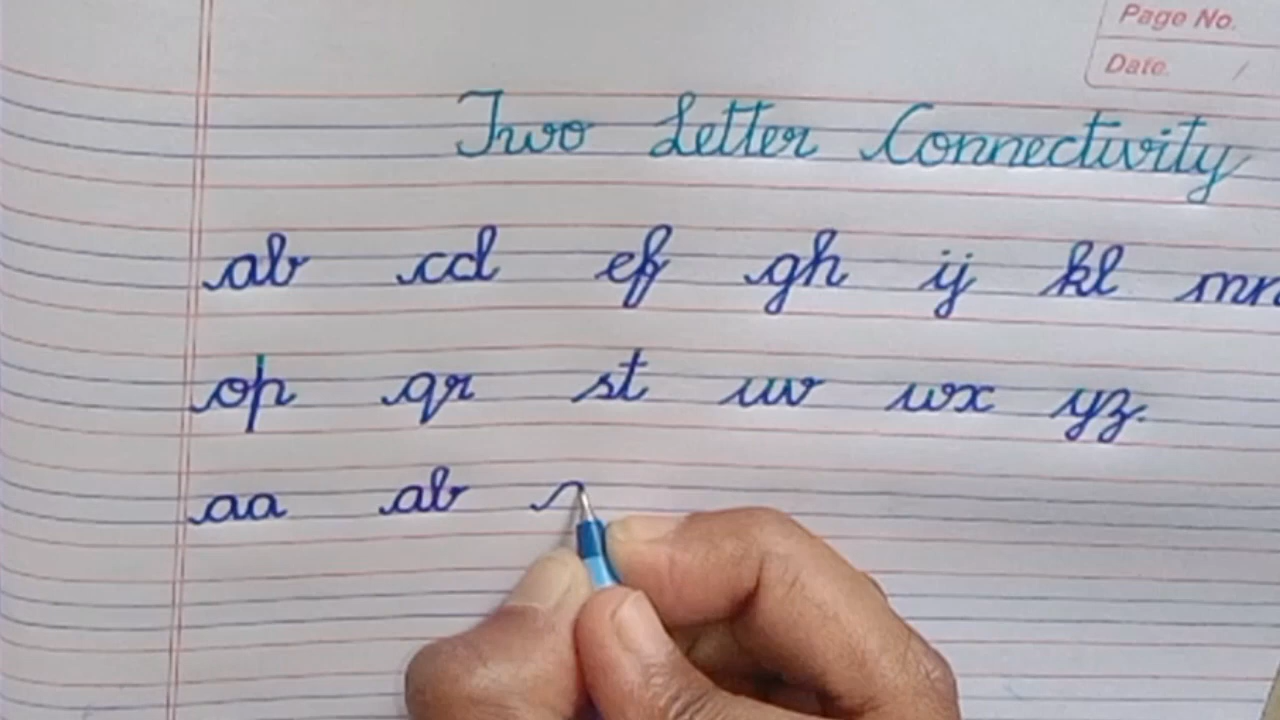 Page No.
Date. /
Two Letter Connectivity
ab cd ef gh ij kl mn
op qr st uv wx yz.
aa ab